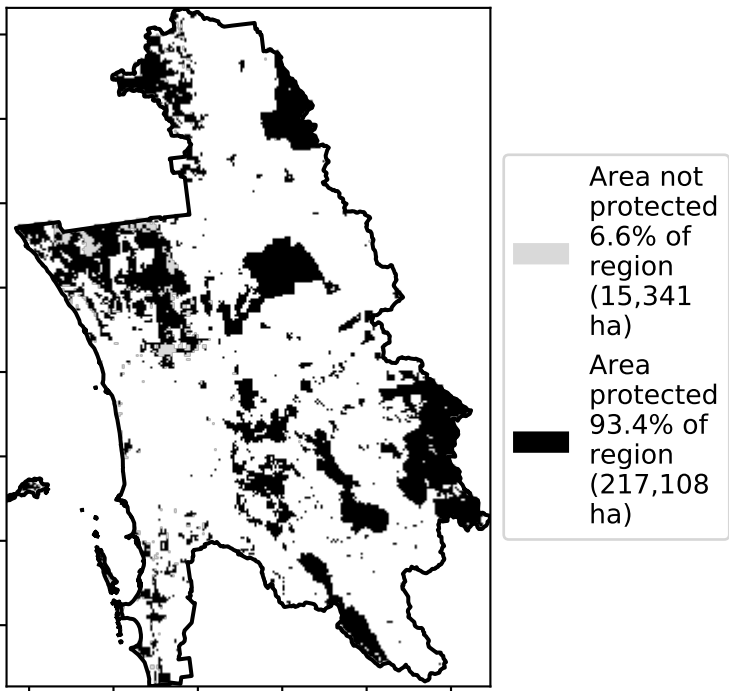 Area not
protected
6.6% of
region
(15,341
ha)
Area
protected
93.4% of
region
(217,108
ha)